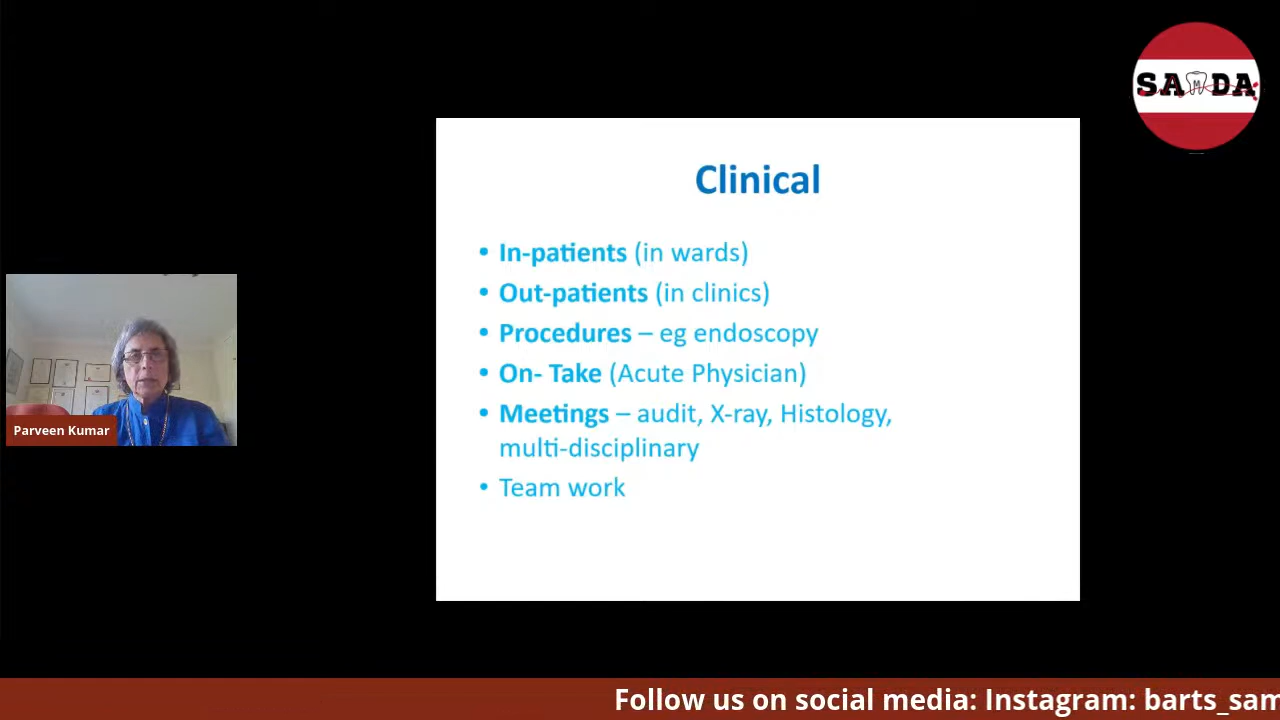 SAMDA
Clinical
• In-patients (in wards)
• Out-patients (in clinics)
• Procedures – eg endoscopy
• On- Take (Acute Physician)
• Meetings – audit, X-ray, Histology,
multi-disciplinary
• Team work
Parveen Kumar
Follow us on social media: Instagram: barts_sam